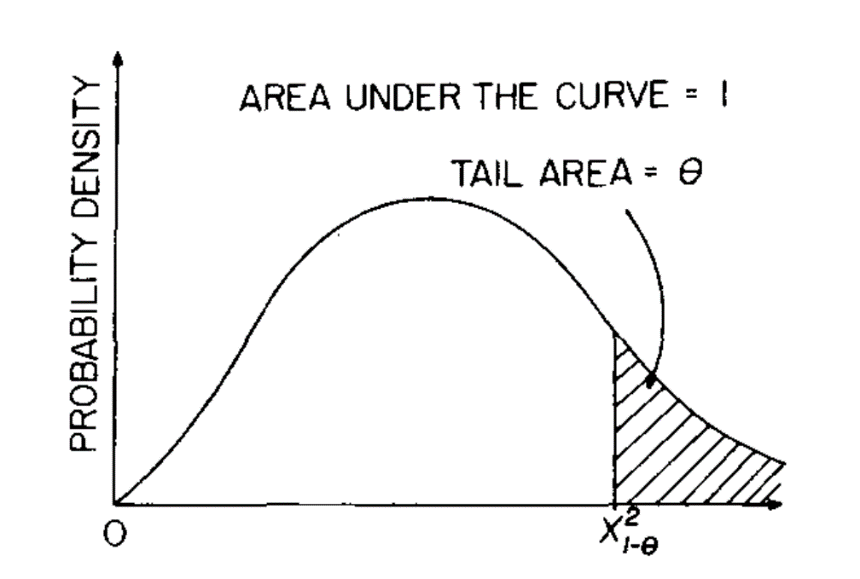 AREA UNDER THE CURVE = 1
TAIL AREA = θ
PROBABILITY DENSITY
0
X²₁₋θ